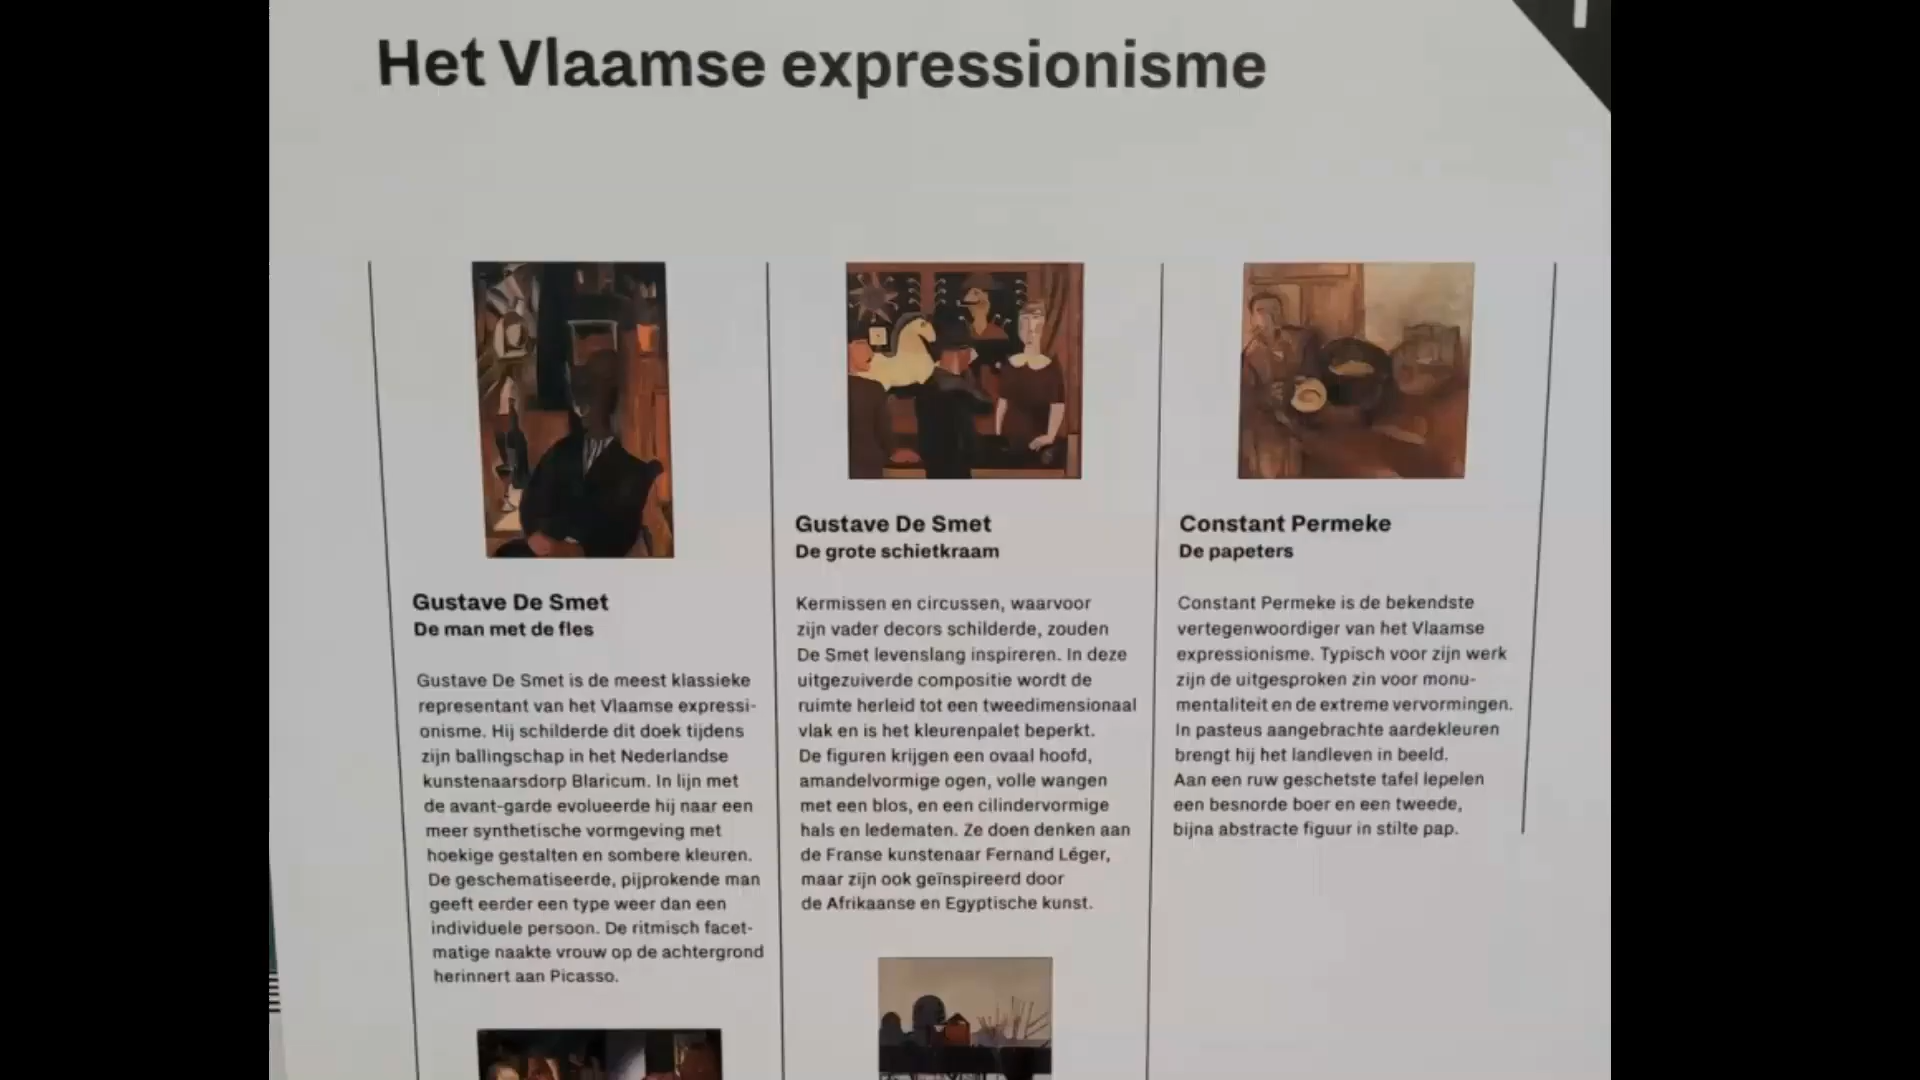 Het Vlaamse expressionisme
Gustave De Smet
De man met de fles
Gustave De Smet is de meest klassieke
representant van het Vlaamse expressi-
onisme. Hij schilderde dit doek tijdens
zijn ballingschap in het Nederlandse
kunstenaarsdorp Blaricum. In lijn met
de avant-garde evolueerde hij naar een
meer synthetische vormgeving met
hoekige gestalten en sombere kleuren.
De geschematiseerde, pijprokende man
geeft eerder een type weer dan een
individuele persoon. De ritmisch facet-
matige naakte vrouw op de achtergrond
herinnert aan Picasso.
Gustave De Smet
De grote schietkraam
Kermissen en circussen, waarvoor
zijn vader decors schilderde, zouden
De Smet levenslang inspireren. In deze
uitgezuiverde compositie wordt de
ruimte herleid tot een tweedimensionaal
vlak en is het kleurenpalet beperkt.
De figuren krijgen een ovaal hoofd,
amandelvormige ogen, volle wangen
met een blos, en een cilindervormige
hals en ledematen. Ze doen denken aan
de Franse kunstenaar Fernand Léger,
maar zijn ook geïnspireerd door
de Afrikaanse en Egyptische kunst.
Constant Permeke
De papeters
Constant Permeke is de bekendste
vertegenwoordiger van het Vlaamse
expressionisme. Typisch voor zijn werk
zijn de uitgesproken zin voor monu-
mentaliteit en de extreme vervormingen.
In pasteus aangebrachte aardekleuren
brengt hij het landleven in beeld.
Aan een ruw geschetste tafel lepelen
een besnorde boer en een tweede,
bijna abstracte figuur in stilte pap.